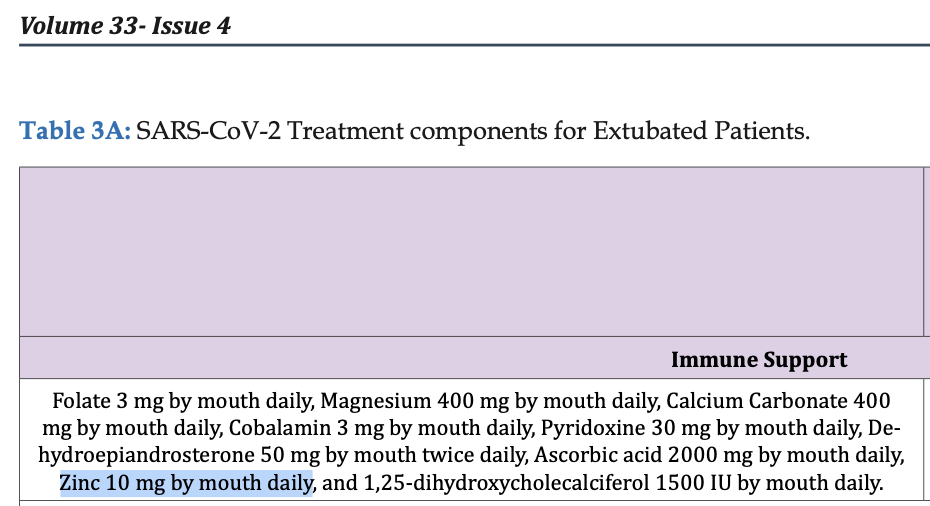 Volume 33- Issue 4
Table 3A: SARS-CoV-2 Treatment components for Extubated Patients.
Immune Support
Folate 3 mg by mouth daily, Magnesium 400 mg by mouth daily, Calcium Carbonate 400
mg by mouth daily, Cobalamin 3 mg by mouth daily, Pyridoxine 30 mg by mouth daily, De-
hydroepiandrosterone 50 mg by mouth twice daily, Ascorbic acid 2000 mg by mouth daily,
Zinc 10 mg by mouth daily, and 1,25-dihydroxycholecalciferol 1500 IU by mouth daily.